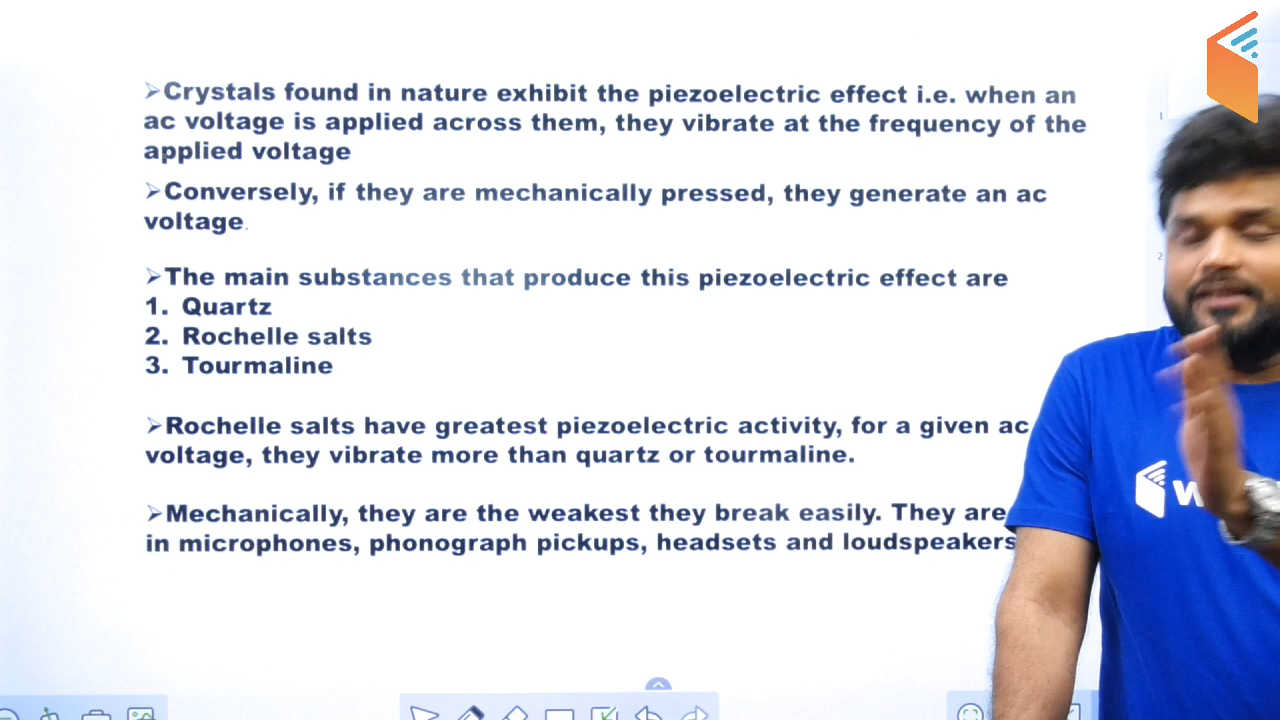 ➢Crystals found in nature exhibit the piezoelectric effect i.e. when an
ac voltage is applied across them, they vibrate at the frequency of the
applied voltage
➢Conversely, if they are mechanically pressed, they generate an ac
voltage.
➢The main substances that produce this piezoelectric effect are
1. Quartz
2. Rochelle salts
3. Tourmaline
➢Rochelle salts have greatest piezoelectric activity, for a given ac
voltage, they vibrate more than quartz or tourmaline.
➢Mechanically, they are the weakest they break easily. They are
in microphones, phonograph pickups, headsets and loudspeakers
1
2
W